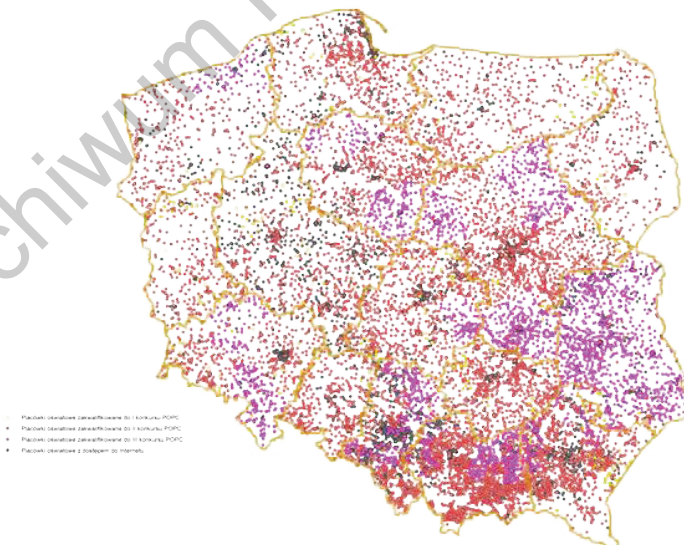 chiwum
Placówki oświatowe zakwalifikowane do I konkursu POPC
Placówki oświatowe zakwalifikowane do II konkursu POPC
Placówki oświatowe zakwalifikowane do III konkursu POPC
Placówki oświatowe z dostępem do Internetu